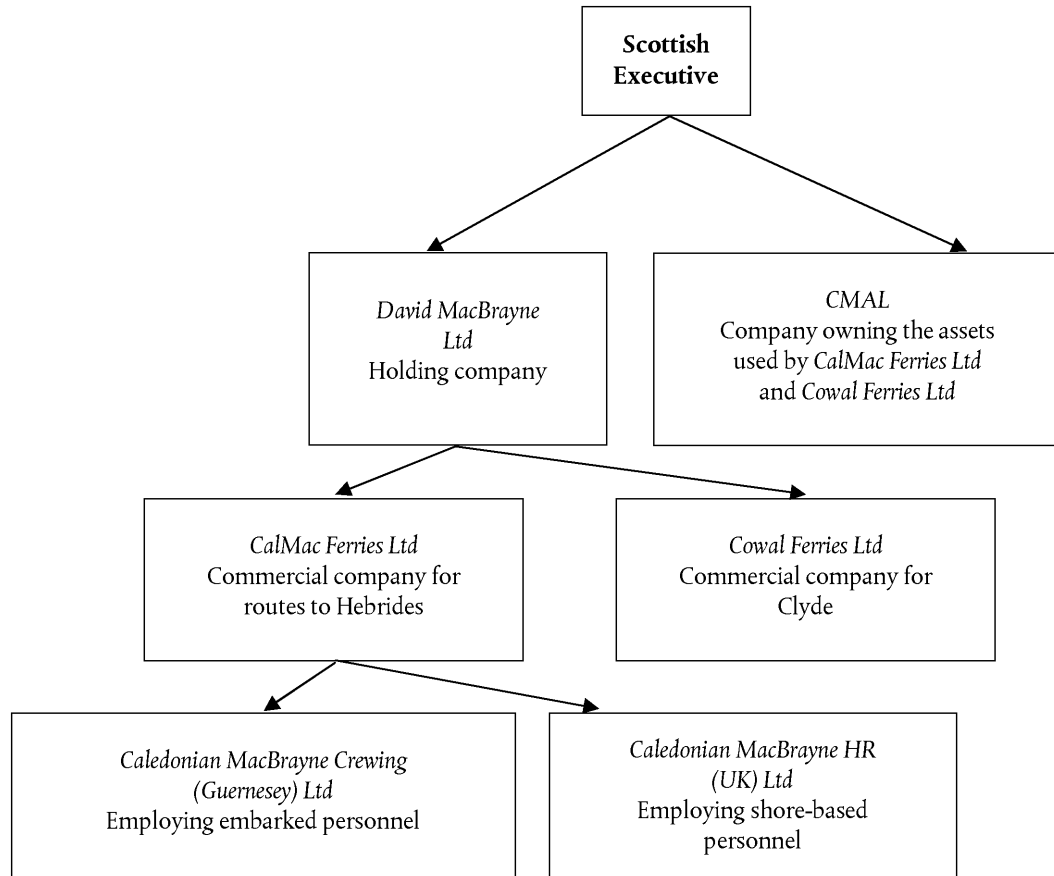 Scottish
Executive
David MacBrayne
Ltd
Holding company
CMAL
Company owning the assets
used by CalMac Ferries Ltd
and Cowal Ferries Ltd
CalMac Ferries Ltd
Commercial company for
routes to Hebrides
Cowal Ferries Ltd
Commercial company for
Clyde
Caledonian MacBrayne Crewing
(Guernesey) Ltd
Employing embarked personnel
Caledonian MacBrayne HR
(UK) Ltd
Employing shore-based
personnel